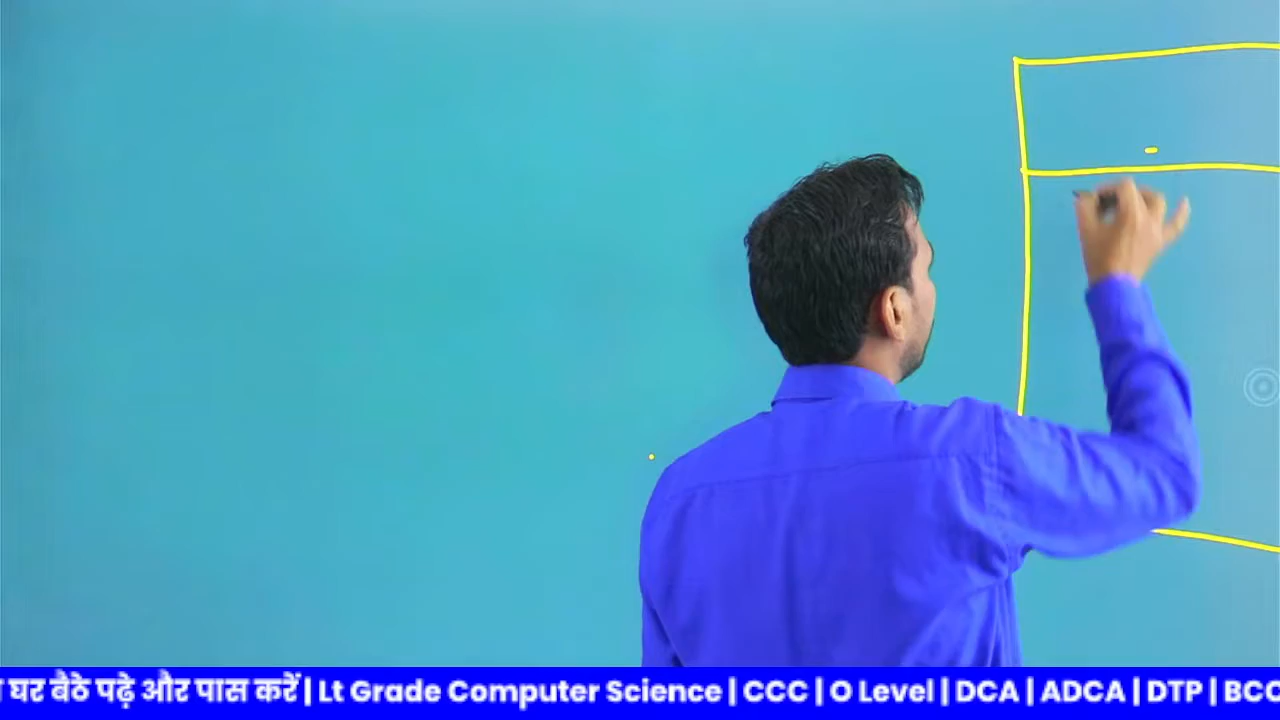 घर बैठे पढ़े और पास करें | Lt Grade Computer Science | CCC | O Level | DCA | ADCA | DTP | BCC